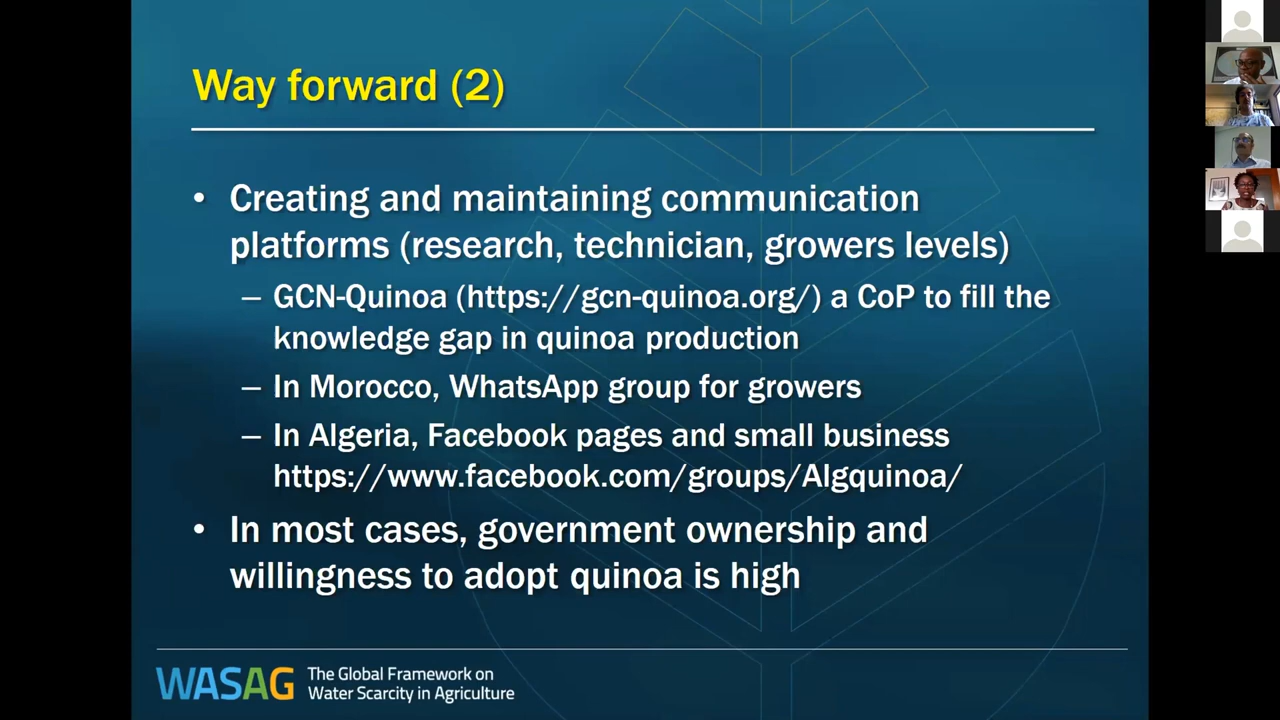 Way forward (2)
• Creating and maintaining communication
platforms (research, technician, growers levels)
– GCN-Quinoa (https://gcn-quinoa.org/) a CoP to fill the
knowledge gap in quinoa production
– In Morocco, WhatsApp group for growers
– In Algeria, Facebook pages and small business
https://www.facebook.com/groups/Algquinoa/
• In most cases, government ownership and
willingness to adopt quinoa is high
WASAG
The Global Framework on
Water Scarcity in Agriculture